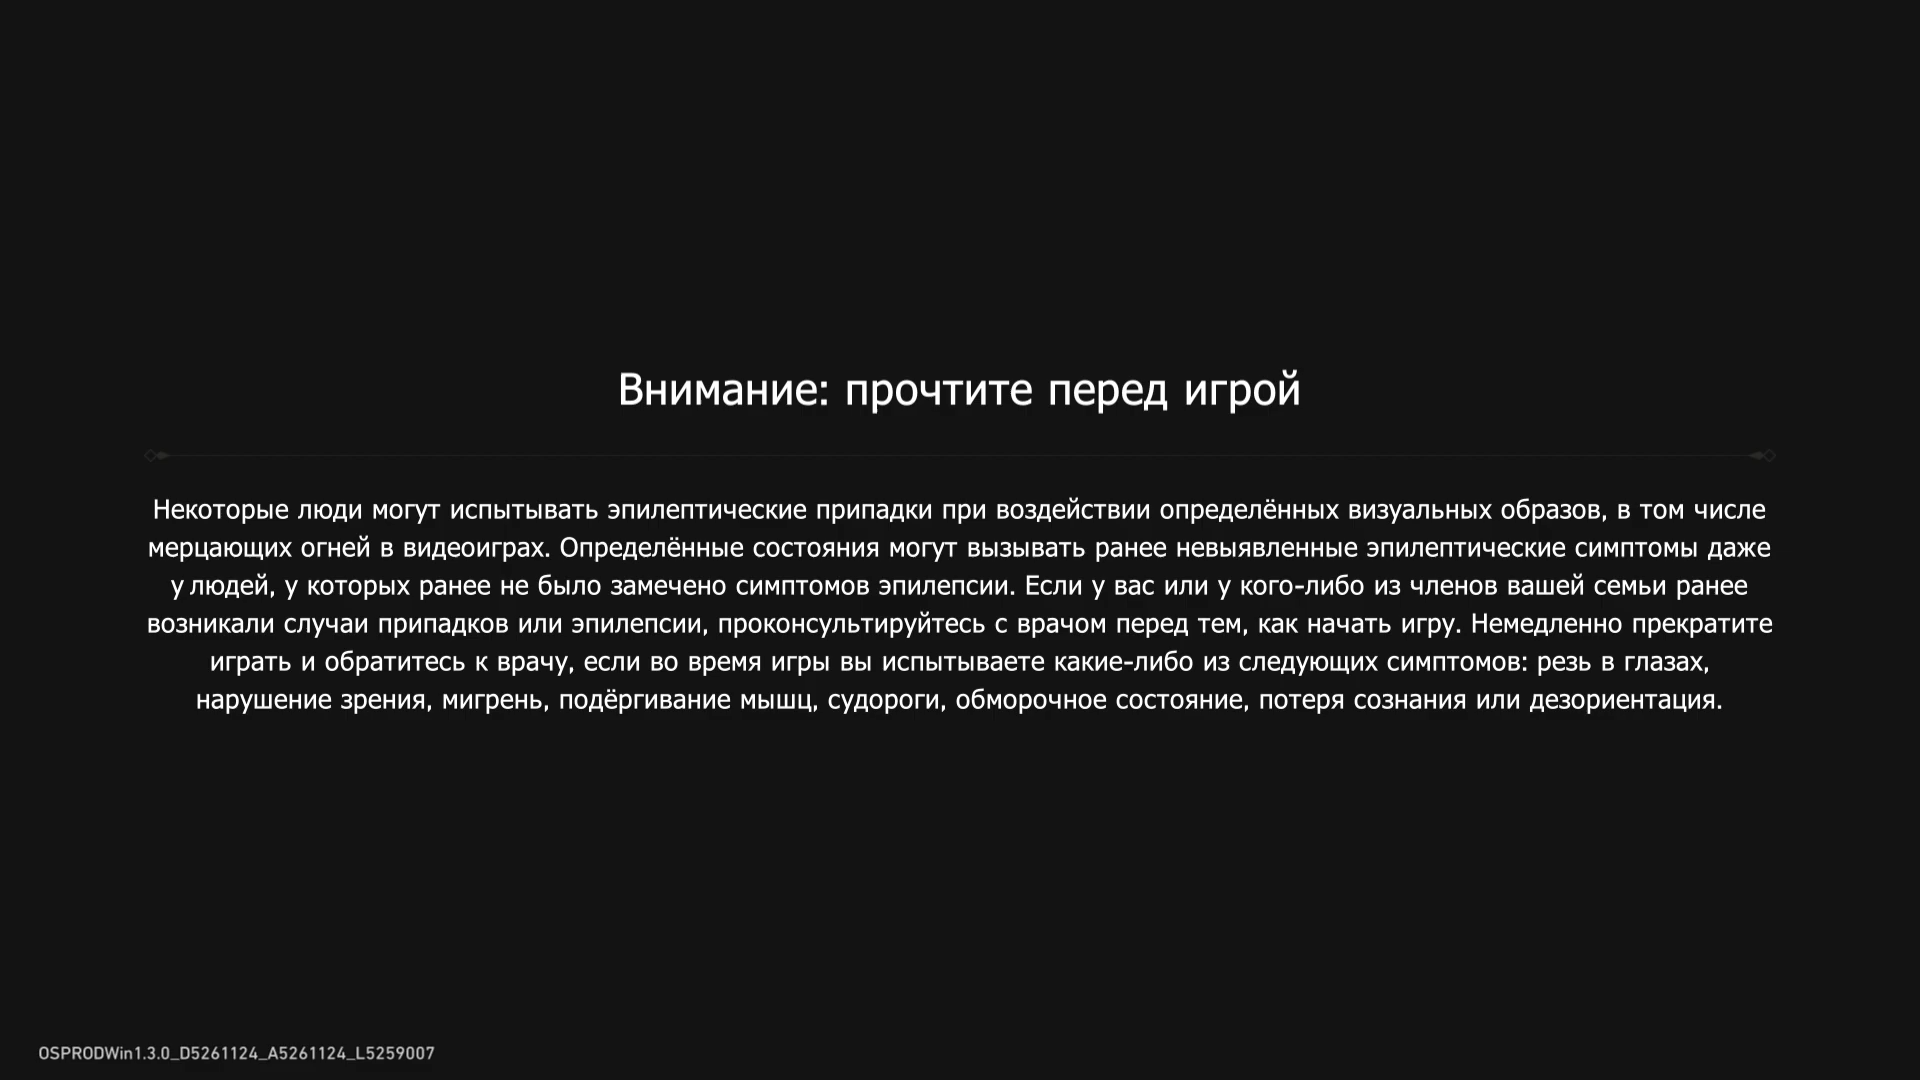 Внимание: прочтите перед игрой
Некоторые люди могут испытывать эпилептические припадки при воздействии определённых визуальных образов, в том числе
мерцающих огней в видеоиграх. Определённые состояния могут вызывать ранее невыявленные эпилептические симптомы даже
у людей, у которых ранее не было замечено симптомов эпилепсии. Если у вас или у кого-либо из членов вашей семьи ранее
возникали случаи припадков или эпилепсии, проконсультируйтесь с врачом перед тем, как начать игру. Немедленно прекратите
играть и обратитесь к врачу, если во время игры вы испытываете какие-либо из следующих симптомов: резь в глазах,
нарушение зрения, мигрень, подёргивание мышц, судороги, обморочное состояние, потеря сознания или дезориентация.
OSPRODWin1.3.0_D5261124_A5261124_L5259007